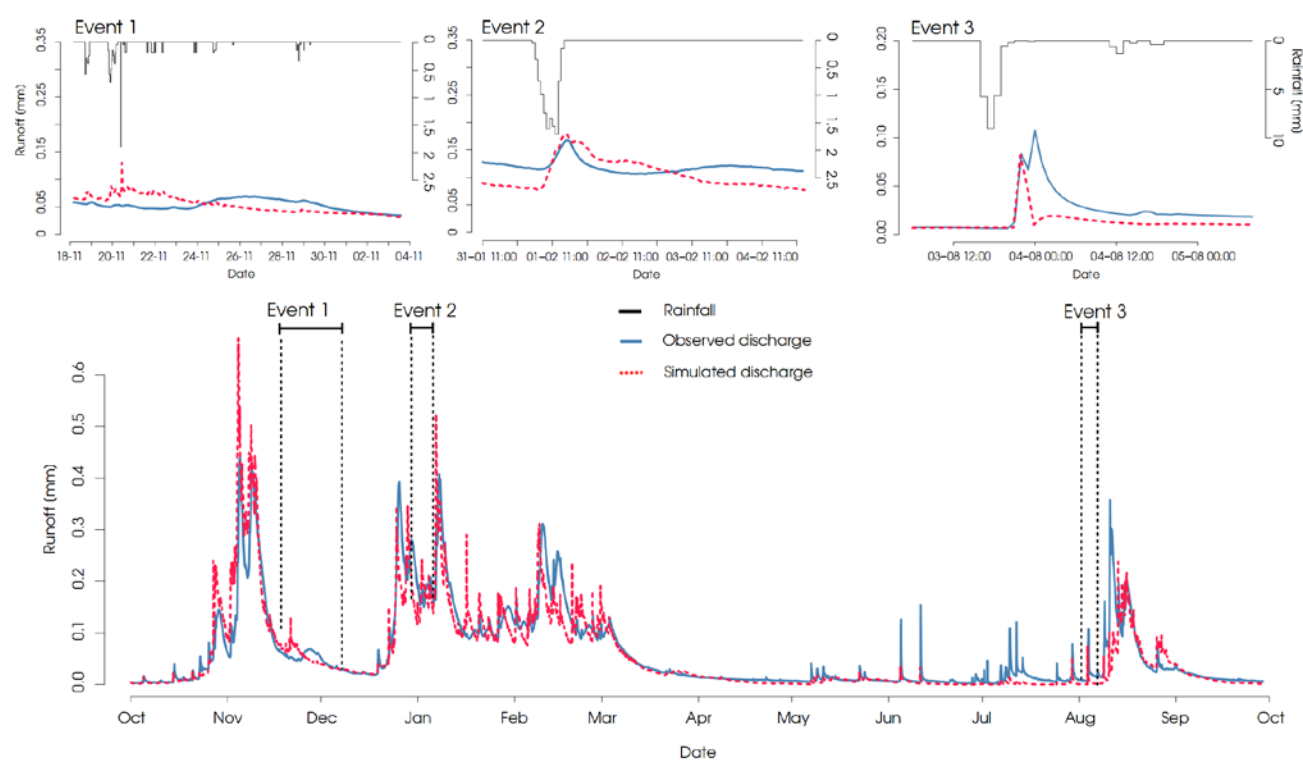 Event 1
Event 2
Event 3
0.35
0.25
0.15
0.05
0
Runoff (mm)
0
0.5
1
1.5
2
2.5
18-11 20-11 22-11 24-11 26-11 28-11 30-11 02-11 04-11
Date
0.35
0.25
0.15
0.05
0
0
0.5
1
1.5
2
2.5
31-01 11:00 01-02 11:00 02-02 11:00 03-02 11:00 04-02 11:00
Date
0.20
0.15
0.10
0.05
0.00
0
5
10
Rainfall (mm)
03-08 12:00 04-08 00:00 04-08 12:00 05-08 00:00
Date
Event 1
Event 2
Event 3
Rainfall
Observed discharge
Simulated discharge
0.6
0.5
0.4
0.3
0.2
0.1
0.0
Runoff (mm)
Oct Nov Dec Jan Feb Mar Apr May Jun Jul Aug Sep Oct
Date